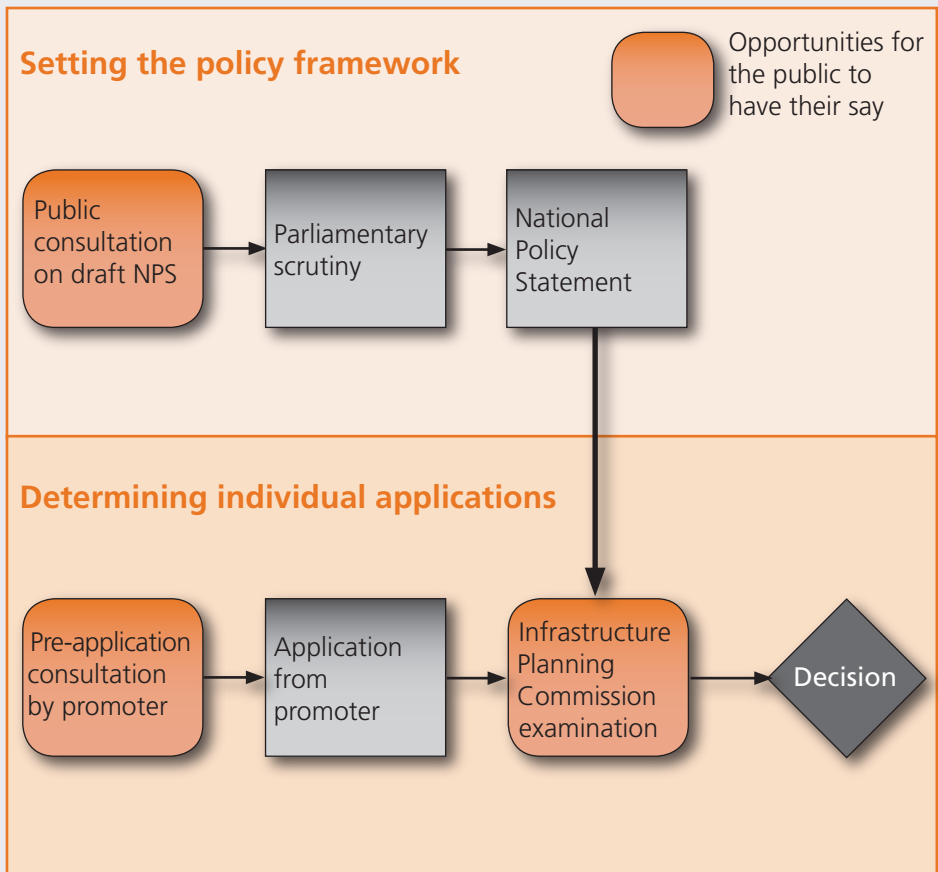 Setting the policy framework
Opportunities for
the public to
have their say
Public
consultation
on draft NPS
Parliamentary
scrutiny
National
Policy
Statement
Determining individual applications
Pre-application
consultation
by promoter
Application
from
promoter
Infrastructure
Planning
Commission
examination
Decision